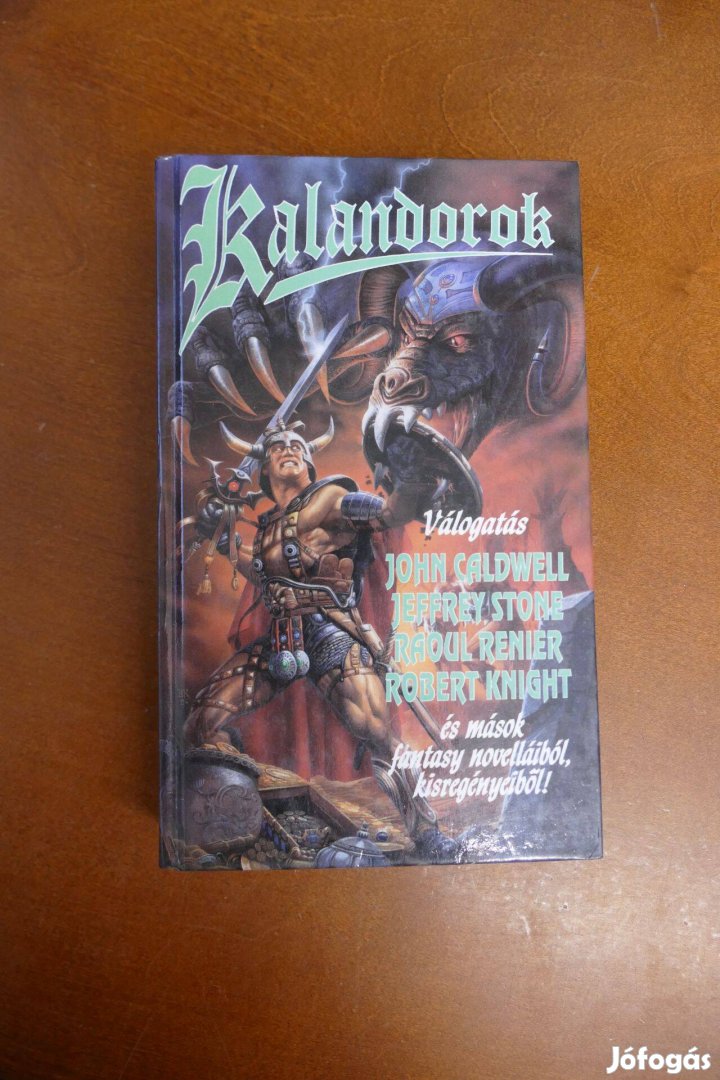 Kalandorok
Válogatás
JOHN CALDWELL
JEFFREY STONE
RAOUL RENIER
ROBERT KNIGHT
és mások
fantasy novelláiból,
kisregényeiből!
Jófogás